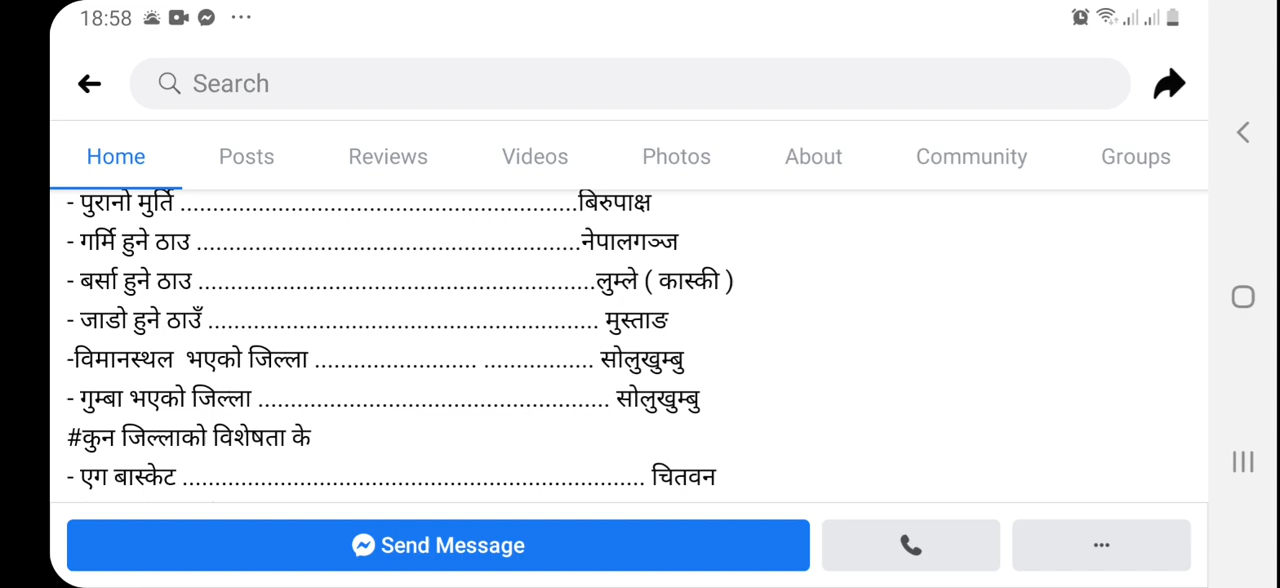 18:58 ...
Search
Home Posts Reviews Videos Photos About Community Groups
- पुरानो मुर्ति .............................................................बिरुपाक्ष
- गर्मि हुने ठाउ ...........................................................नेपालगञ्ज
- बर्सा हुने ठाउ .............................................................लुम्ले ( कास्की )
- जाडो हुने ठाउँ ............................................................ मुस्ताङ
-विमानस्थल भएको जिल्ला ......................... ................. सोलुखुम्बु
- गुम्बा भएको जिल्ला ...................................................... सोलुखुम्बु
#कुन जिल्लाको विशेषता के
- एग बास्केट ....................................................................... चितवन
Send Message ...